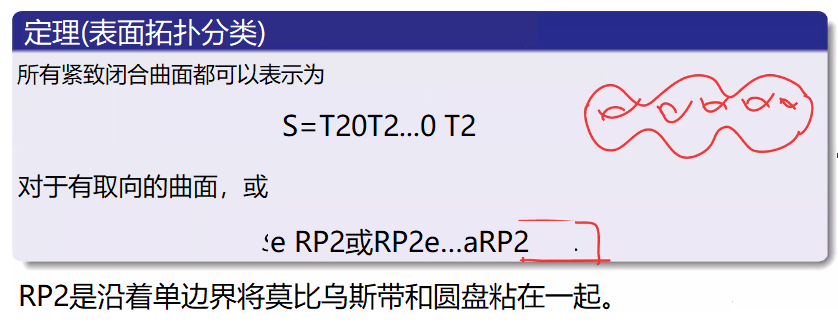 定理(表面拓扑分类)
所有紧致闭合曲面都可以表示为
S=T20T2...0 T2
对于有取向的曲面，或
e RP2或RP2e...aRP2
RP2是沿着单边界将莫比乌斯带和圆盘粘在一起。